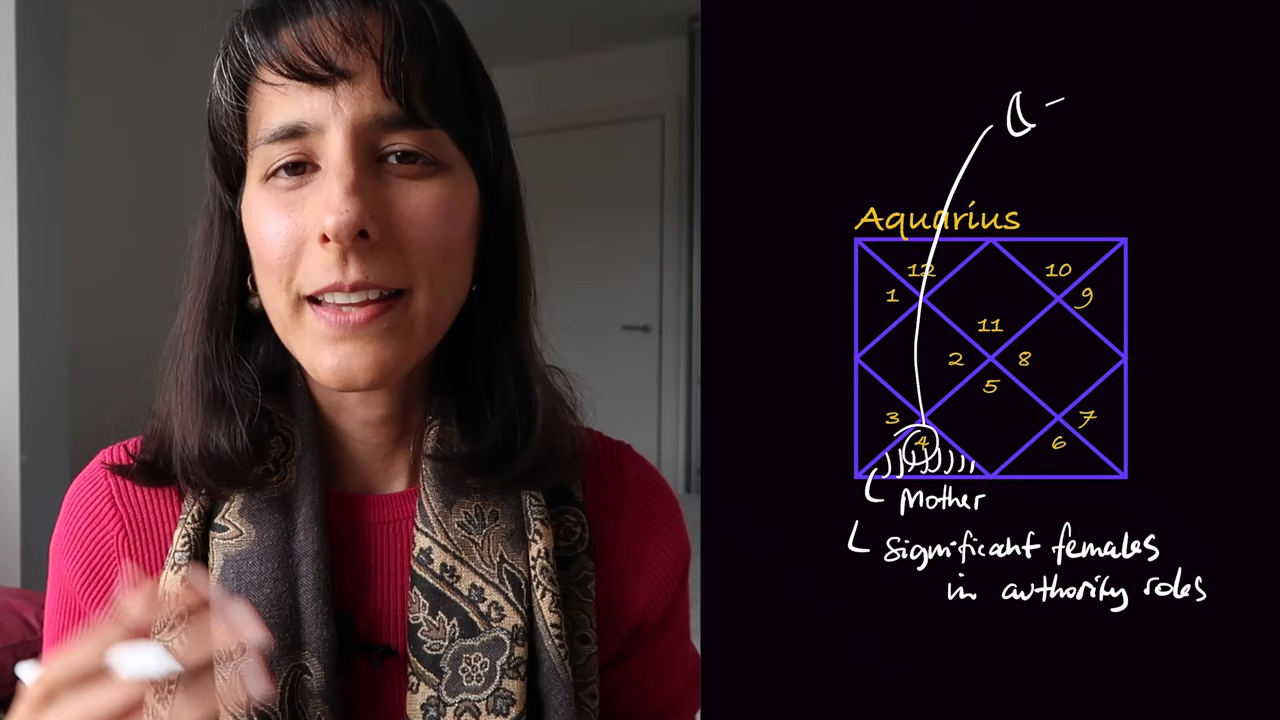 Aquarius
12 10
1 9
11
2 8
5
3 7
4 6
Mother
Significant females
in authority roles